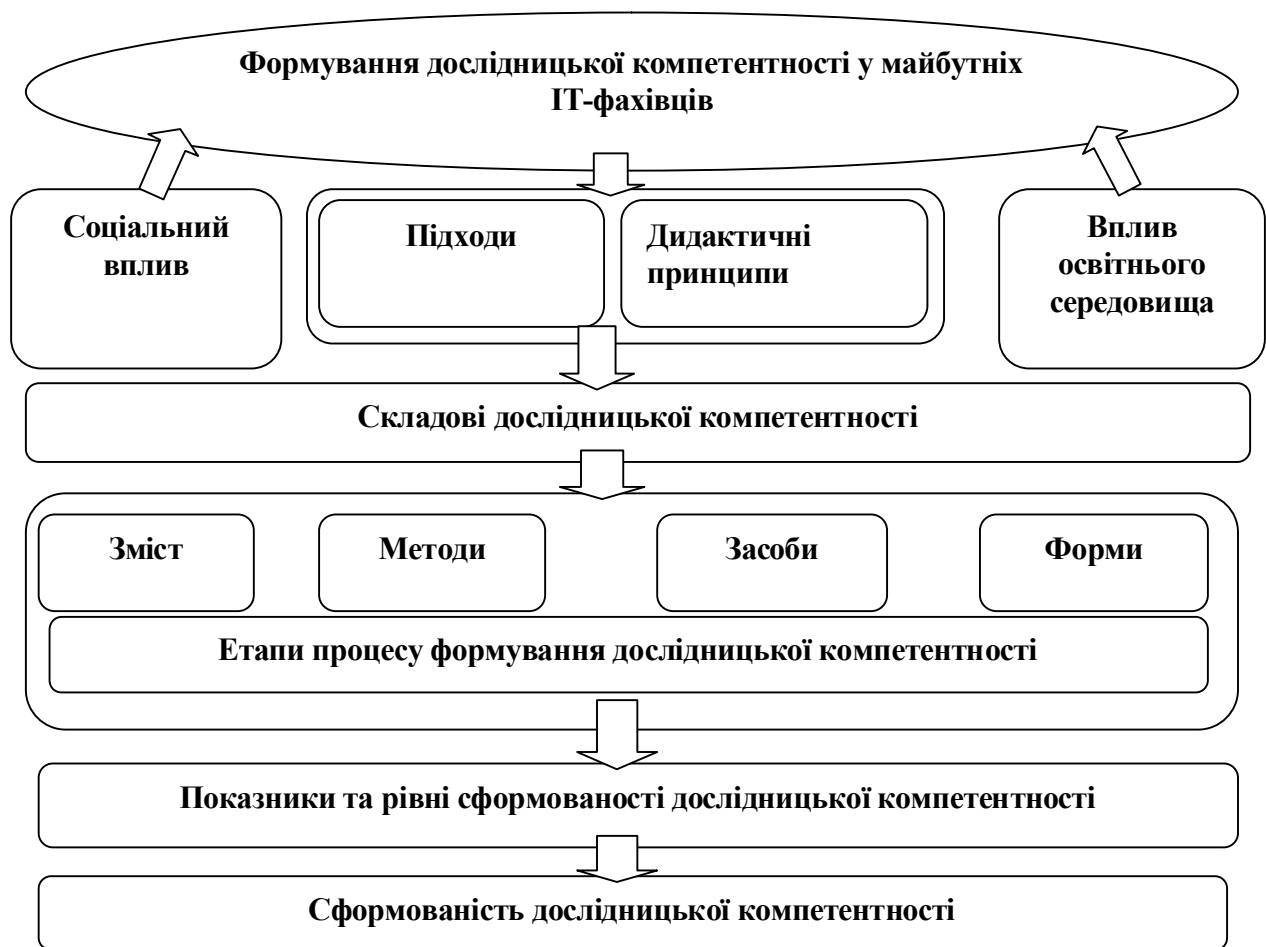 Формування дослідницької компетентності у майбутніх
ІТ-фахівців
Соціальний
вплив
Підходи
Дидактичні
принципи
Вплив
освітнього
середовища
Складові дослідницької компетентності
Зміст
Методи
Засоби
Форми
Етапи процесу формування дослідницької компетентності
Показники та рівні сформованості дослідницької компетентності
Сформованість дослідницької компетентності